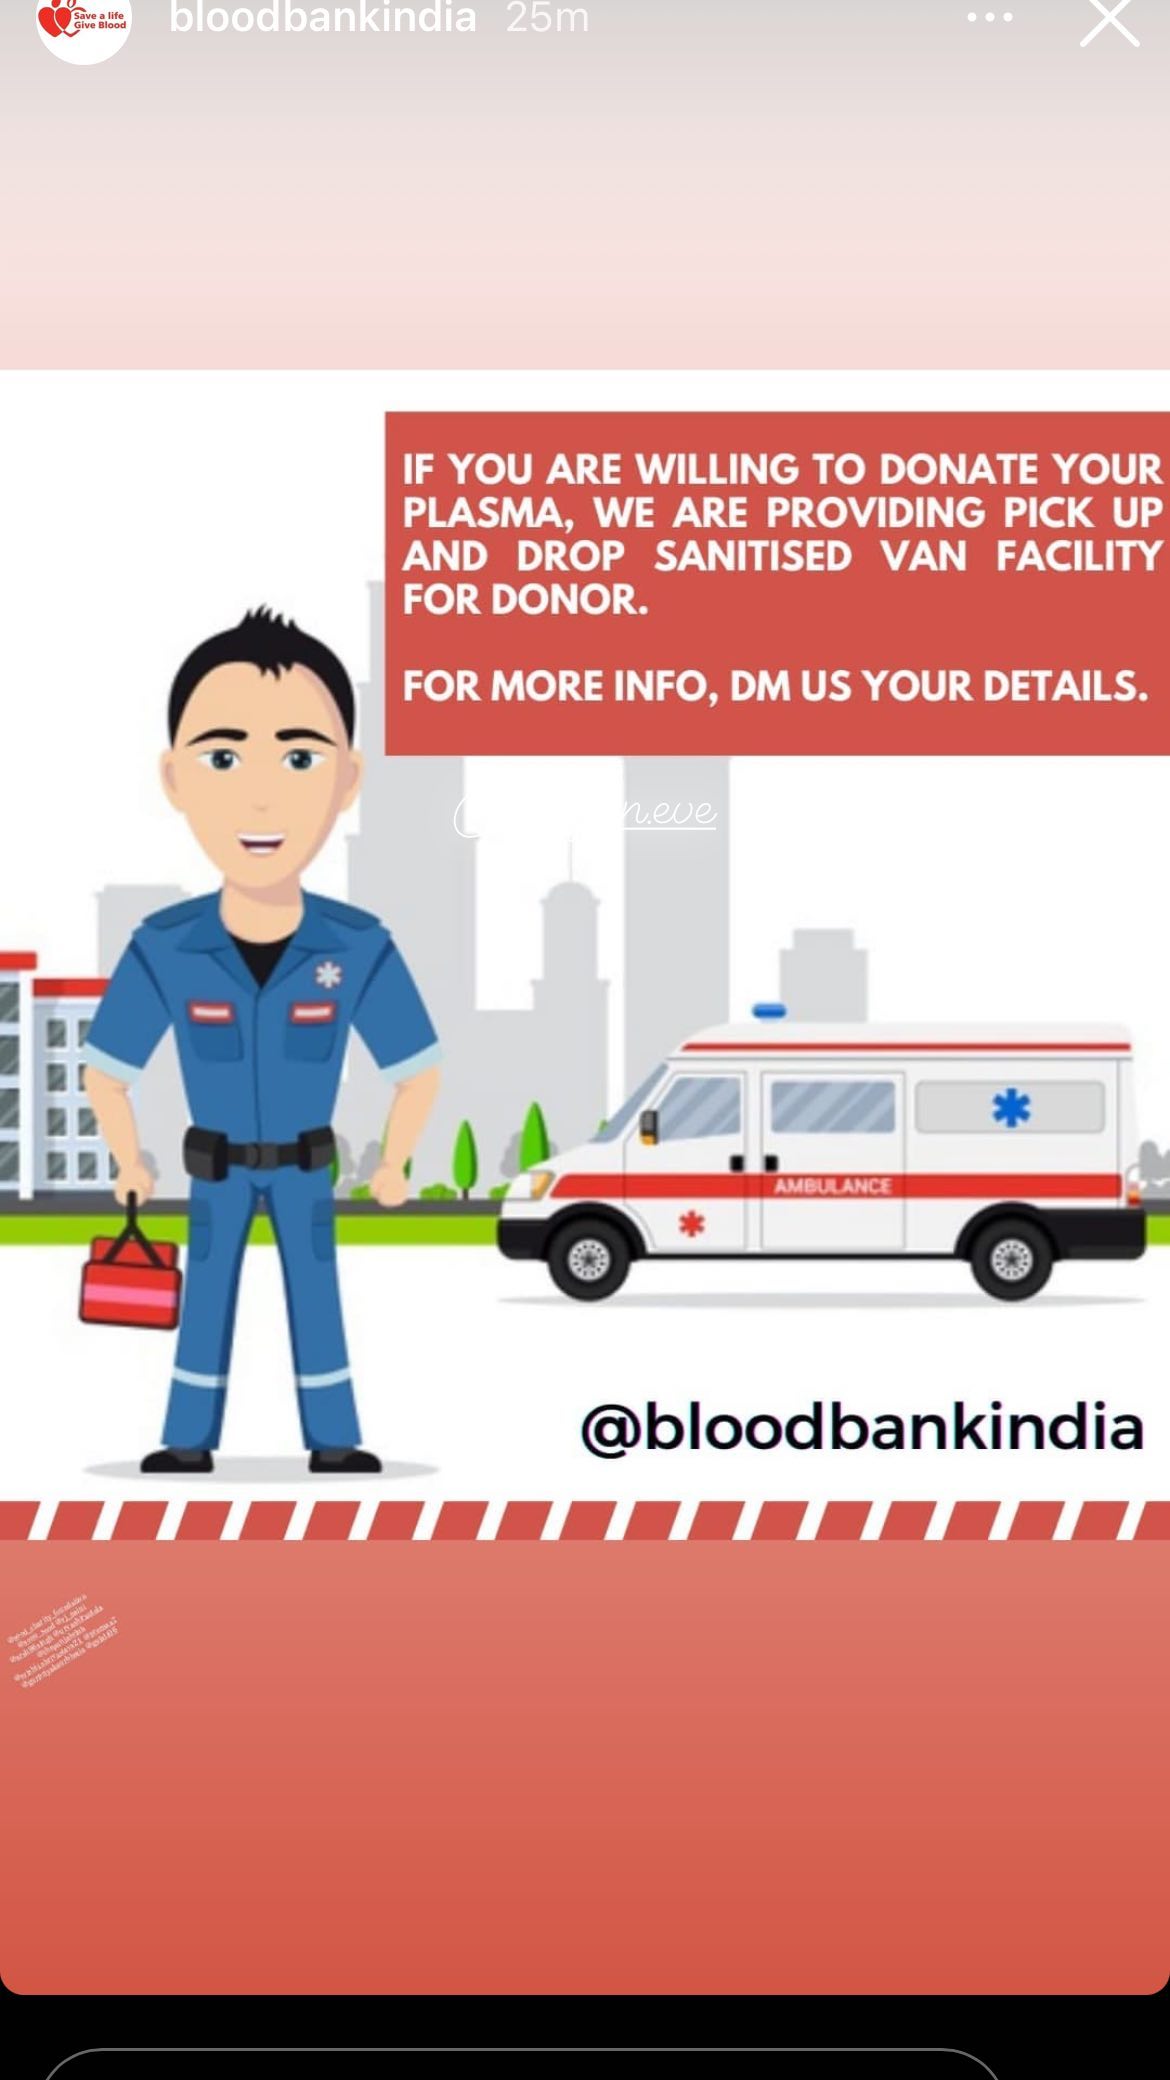 Save a life
Give Blood
bloodbankindia 25m
IF YOU ARE WILLING TO DONATE YOUR
PLASMA, WE ARE PROVIDING PICK UP
AND DROP SANITISED VAN FACILITY
FOR DONOR.
FOR MORE INFO, DM US YOUR DETAILS.
n.eve
AMBULANCE
@bloodbankindia